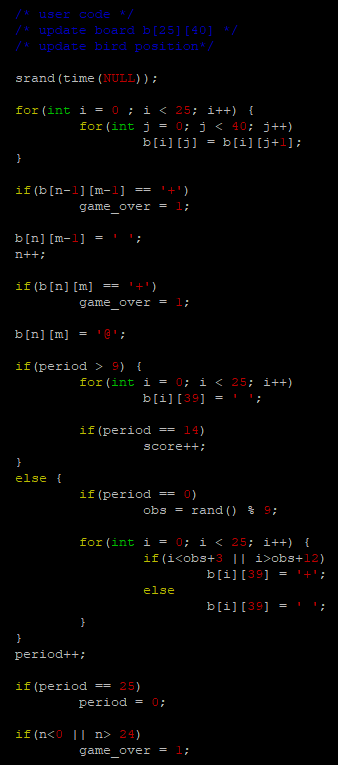 /* user code */
/* update board b[25][40] */
/* update bird position*/
srand(time(NULL));
for(int i = 0 ; i < 25; i++) {
for(int j = 0; j < 40; j++)
b[i][j] = b[i][j+1];
}
if(b[n-1][m-1] == '+')
game_over = 1;
b[n][m-1] = ' ';
n++;
if(b[n][m] == '+')
game_over = 1;
b[n][m] = '@';
if(period > 9) {
for(int i = 0; i < 25; i++)
b[i][39] = ' ';
if(period == 14)
score++;
}
else {
if(period == 0)
obs = rand() % 9;
for(int i = 0; i < 25; i++) {
if(i<obs+3 || i>obs+12)
b[i][39] = '+';
else
b[i][39] = ' ';
}
}
period++;
if(period == 25)
period = 0;
if(n<0 || n> 24)
game_over = 1;